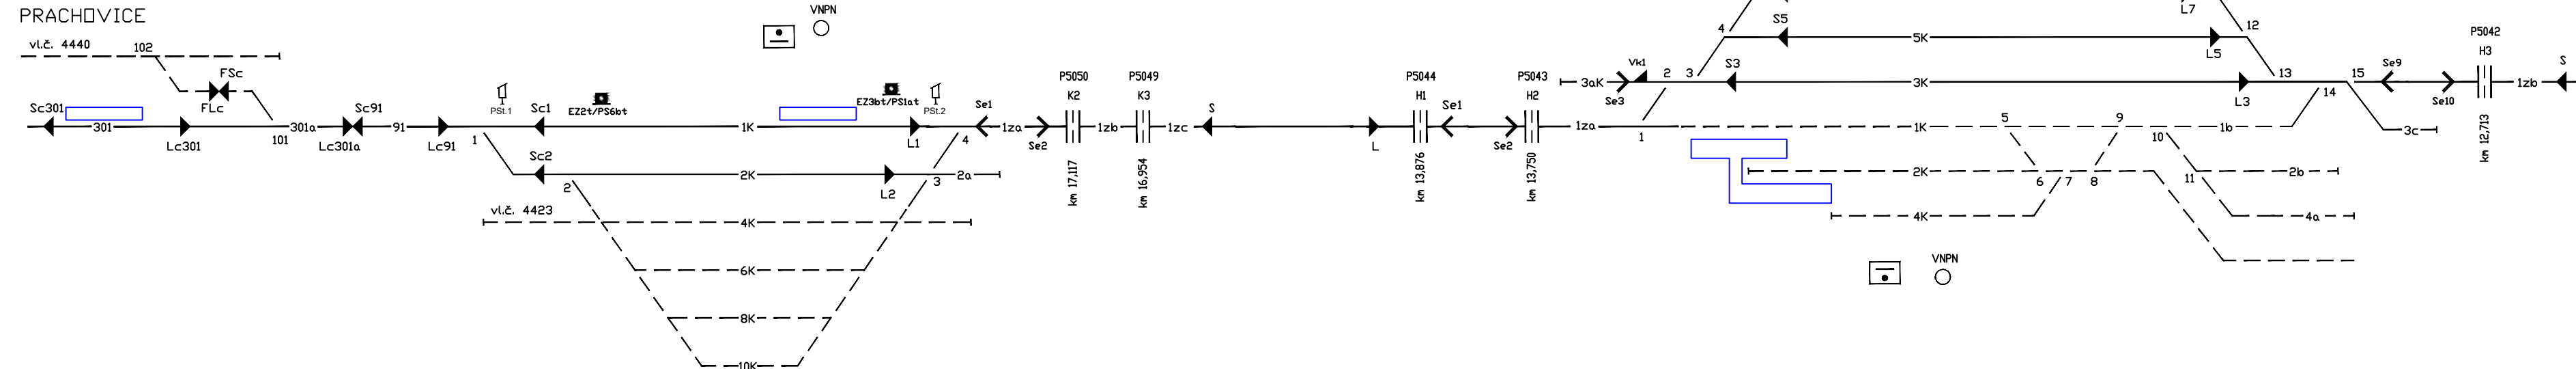 PRACHOVICE
VNPN
L7
4
S5
12
P5042
vl.č. 4440
102
5K
L5
H3
FSc
P5050
P5049
P5044
P5043
Vk1
2
3
S3
13
15
Se9
S
FLc
PSt.1
EZ2t/PS6bt
EZ3bt/PS1at
PSt.2
K2
K3
H1
H2
3aK
3K
1zb
Sc301
Sc91
Sc1
Se1
S
Se1
Se3
L3
14
Se10
301
301a
91
1K
1za
1zb
1zc
1za
1K
5
9
1b
3c
Lc301
101
Lc301a
Lc91
1
L1
4
Se2
L
Se2
1
10
Sc2
2
2K
L2
3
2a
km 17,117
km 16,954
km 13,876
km 13,750
km 12,713
2K
6
7
8
11
2b
vl.č. 4423
4K
4K
4a
6K
VNPN
8K
10K